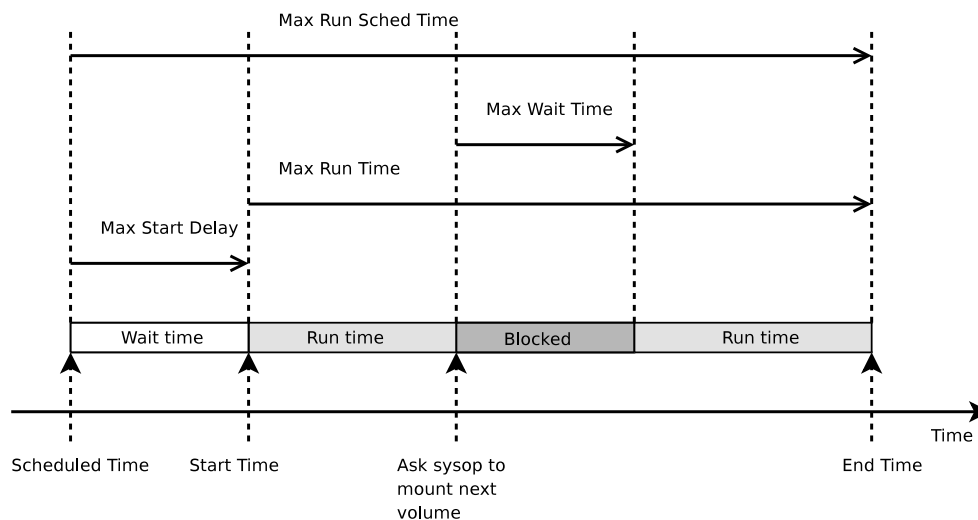 Max Run Sched Time
Max Wait Time
Max Run Time
Max Start Delay
Wait time
Run time
Blocked
Run time
Time
Scheduled Time
Start Time
Ask sysop to
mount next
volume
End Time